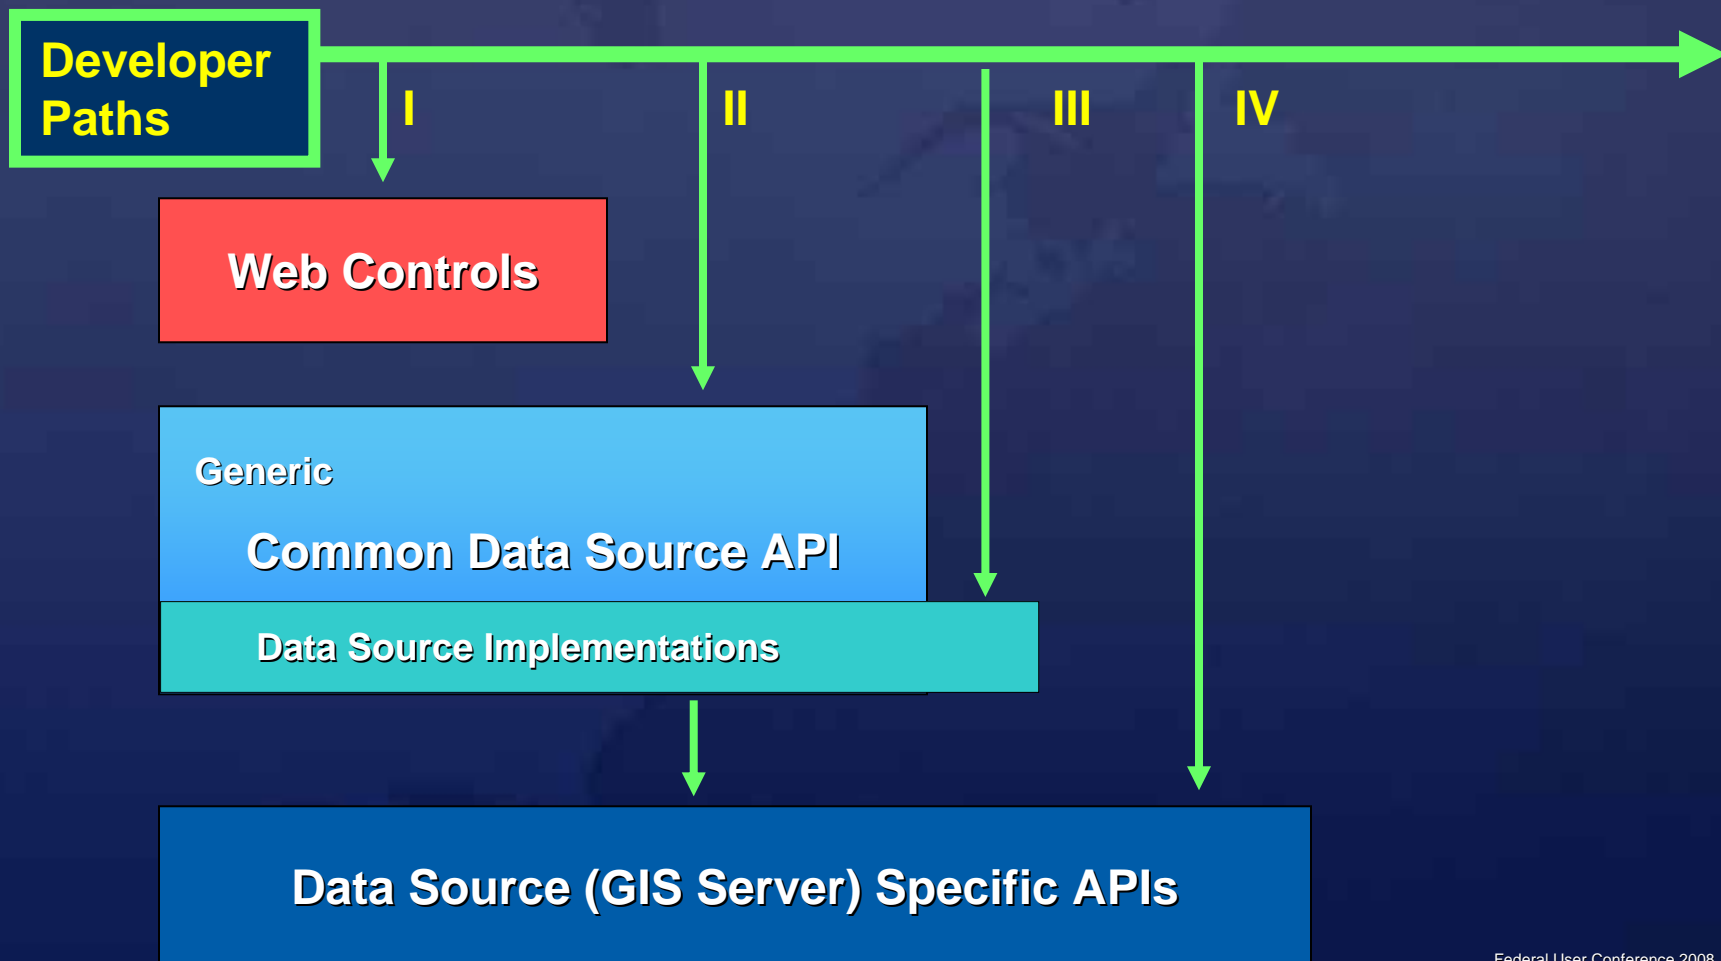 Developer
Paths
I
II
III
IV
Web Controls
Generic
Common Data Source API
Data Source Implementations
Data Source (GIS Server) Specific APIs
Federal User Conference 2008